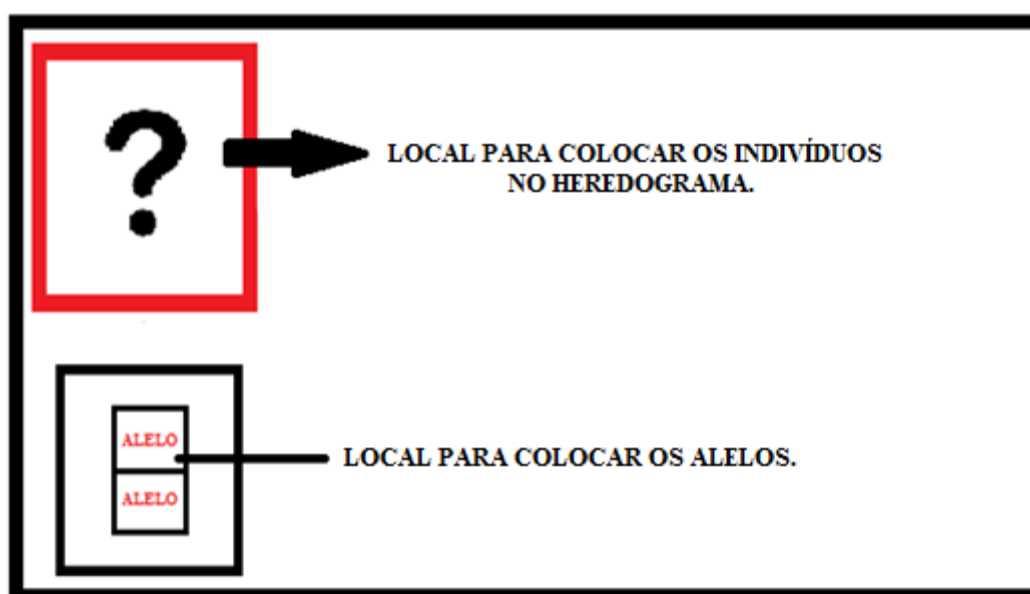 ?
LOCAL PARA COLOCAR OS INDIVÍDUOS
NO HEREDOGRAMA.
ALELO
ALELO
LOCAL PARA COLOCAR OS ALELOS.